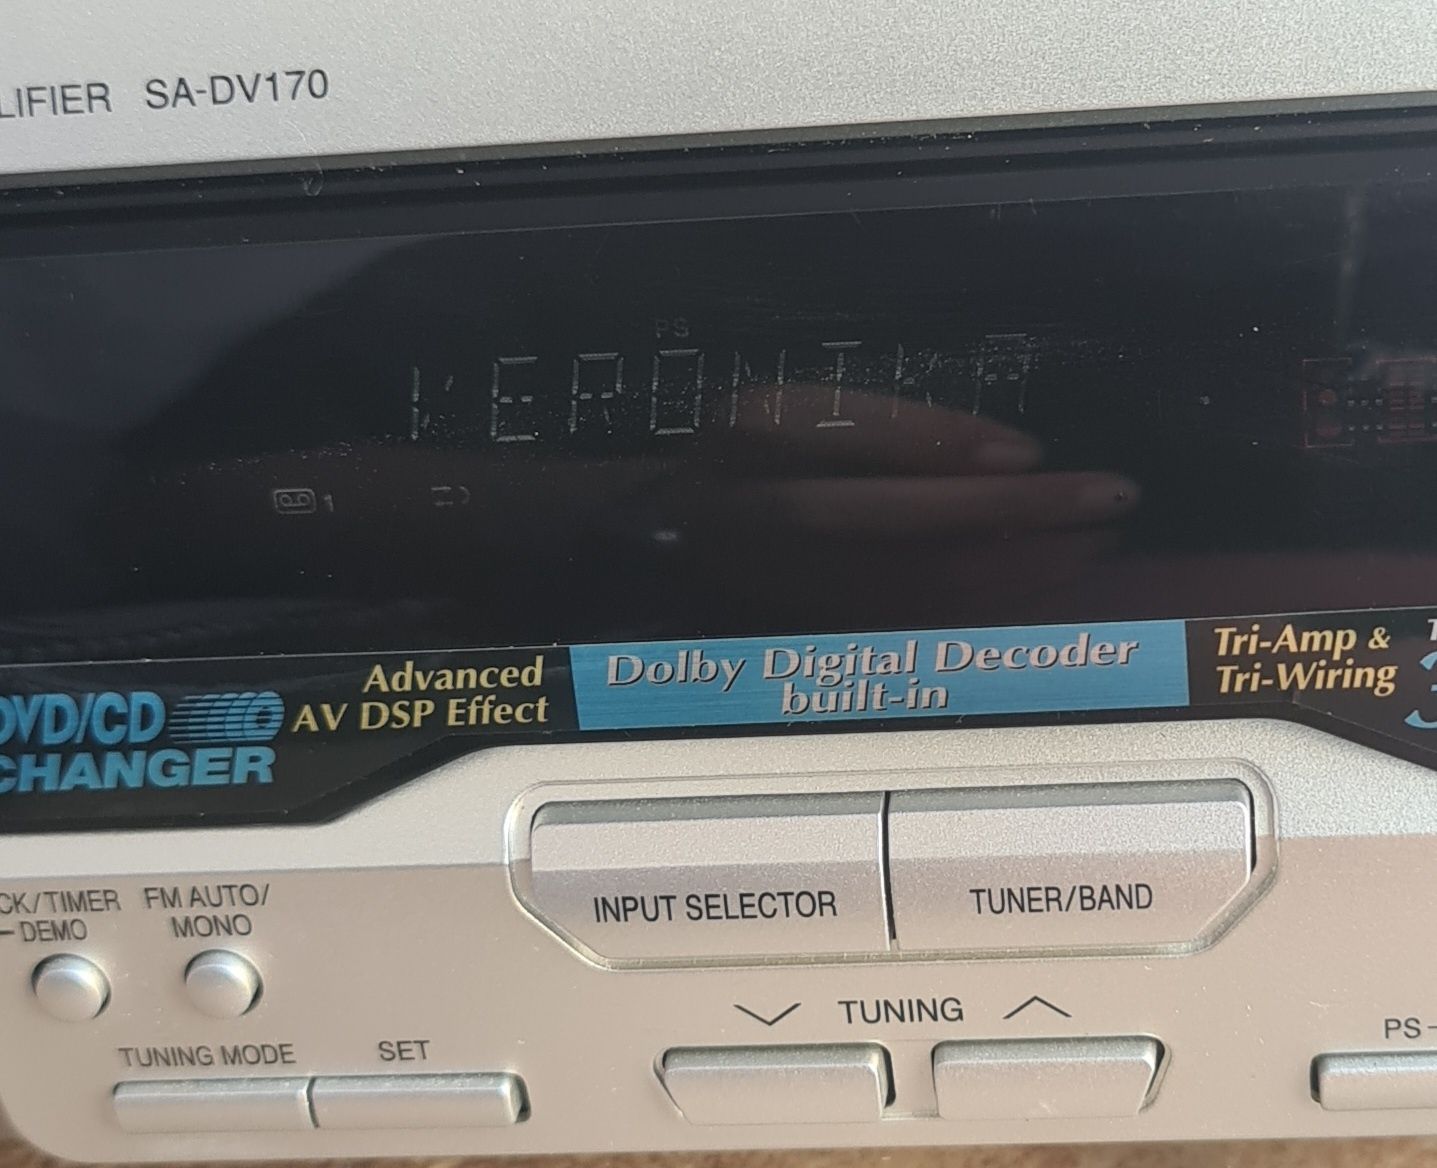 LIFIER SA-DV170
PS
VERONIKA
1
DVD/CD
CHANGER
Advanced
AV DSP Effect
Dolby Digital Decoder
built-in
Tri-Amp &
Tri-Wiring
3
CK/TIMER
–DEMO
FM AUTO/
MONO
INPUT SELECTOR
TUNER/BAND
TUNING
TUNING MODE
SET
PS–